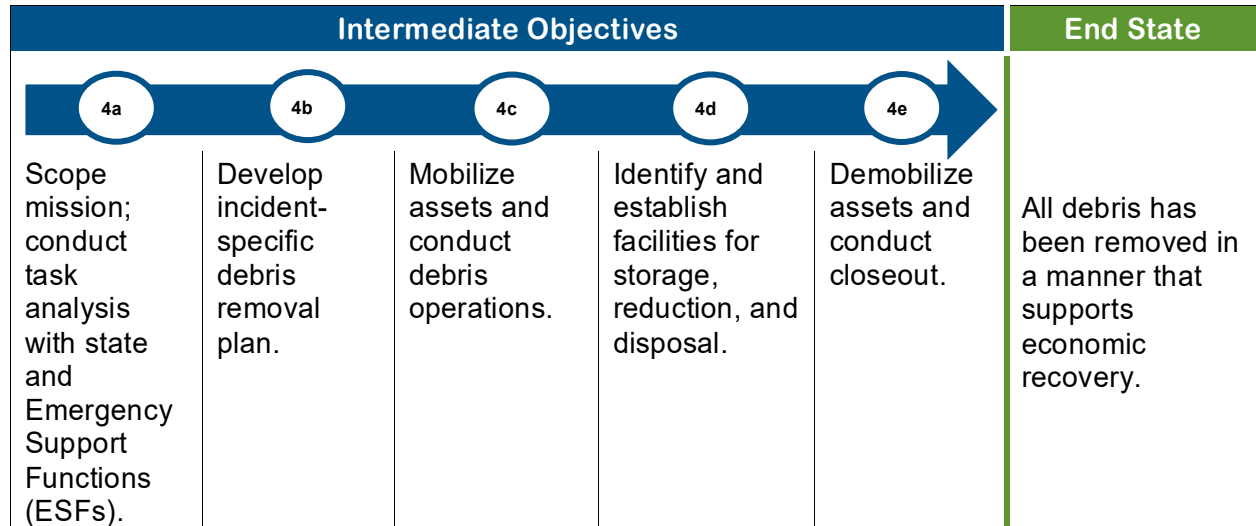 Intermediate Objectives
End State
4a
4b
4c
4d
4e
Scope
mission;
conduct
task
analysis
with state
and
Emergency
Support
Functions
(ESFs).
Develop
incident-
specific
debris
removal
plan.
Mobilize
assets and
conduct
debris
operations.
Identify and
establish
facilities for
storage,
reduction, and
disposal.
Demobilize
assets and
conduct
closeout.
All debris has
been removed in
a manner that
supports
economic
recovery.